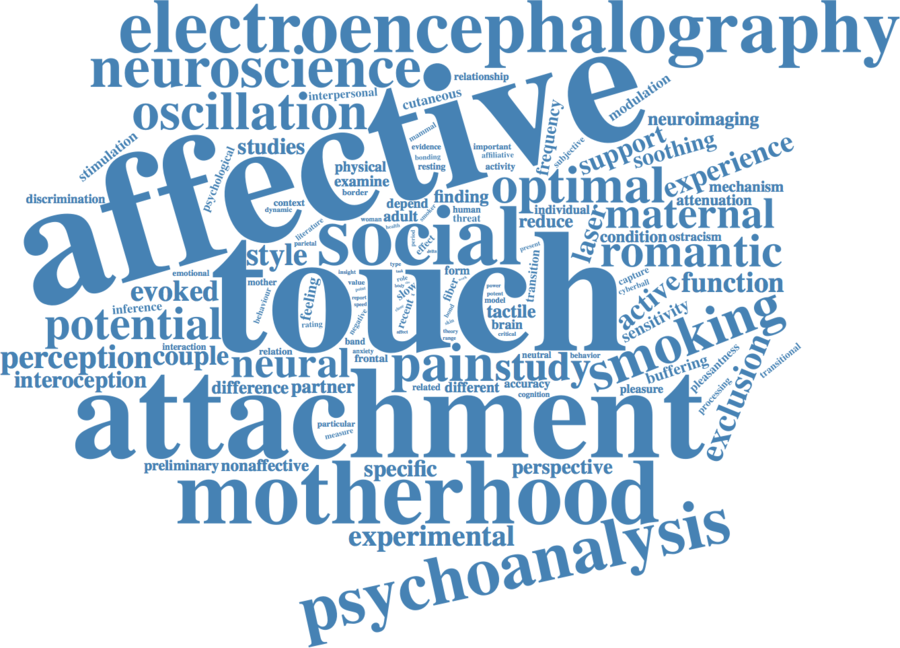 electroencephalography
neuroscience
relationship
interpersonal
cutaneous
modulation
oscillation
affective
mammal
frequency
neuroimaging
stimulation
psychological
studies
evidence
important
bonding
affiliative
subjective
support
soothing
physical
resting
activity
experience
examine
border
optimal
mechanism
discrimination
context
dynamic
depend
finding
attenuation
adult
smoker
human
individual
maternal
literature
woman
health
threat
reduce
laser
social
condition
ostracism
parietal
period
effect
style
touch
present
romantic
emotional
mother
type
insight
value
role
form
transition
capture
cyberball
function
evoked
behaviour
feeling
slow
fiber
power
potent
model
active
inference
rating
speed
recent
tactile
sensitivity
potential
negative
brain
smoking
theory
critical
range
interaction
band
perception
couple
relation
anxiety
frontal
neutral
behavior
neural
pain
study
buffering
pleasantness
transitional
interoception
difference
partner
related
different
accuracy
cognition
pleasure
processing
exclusion
attachment
particular
measure
preliminary
nonaffective
specific
perspective
motherhood
experimental
psychoanalysis